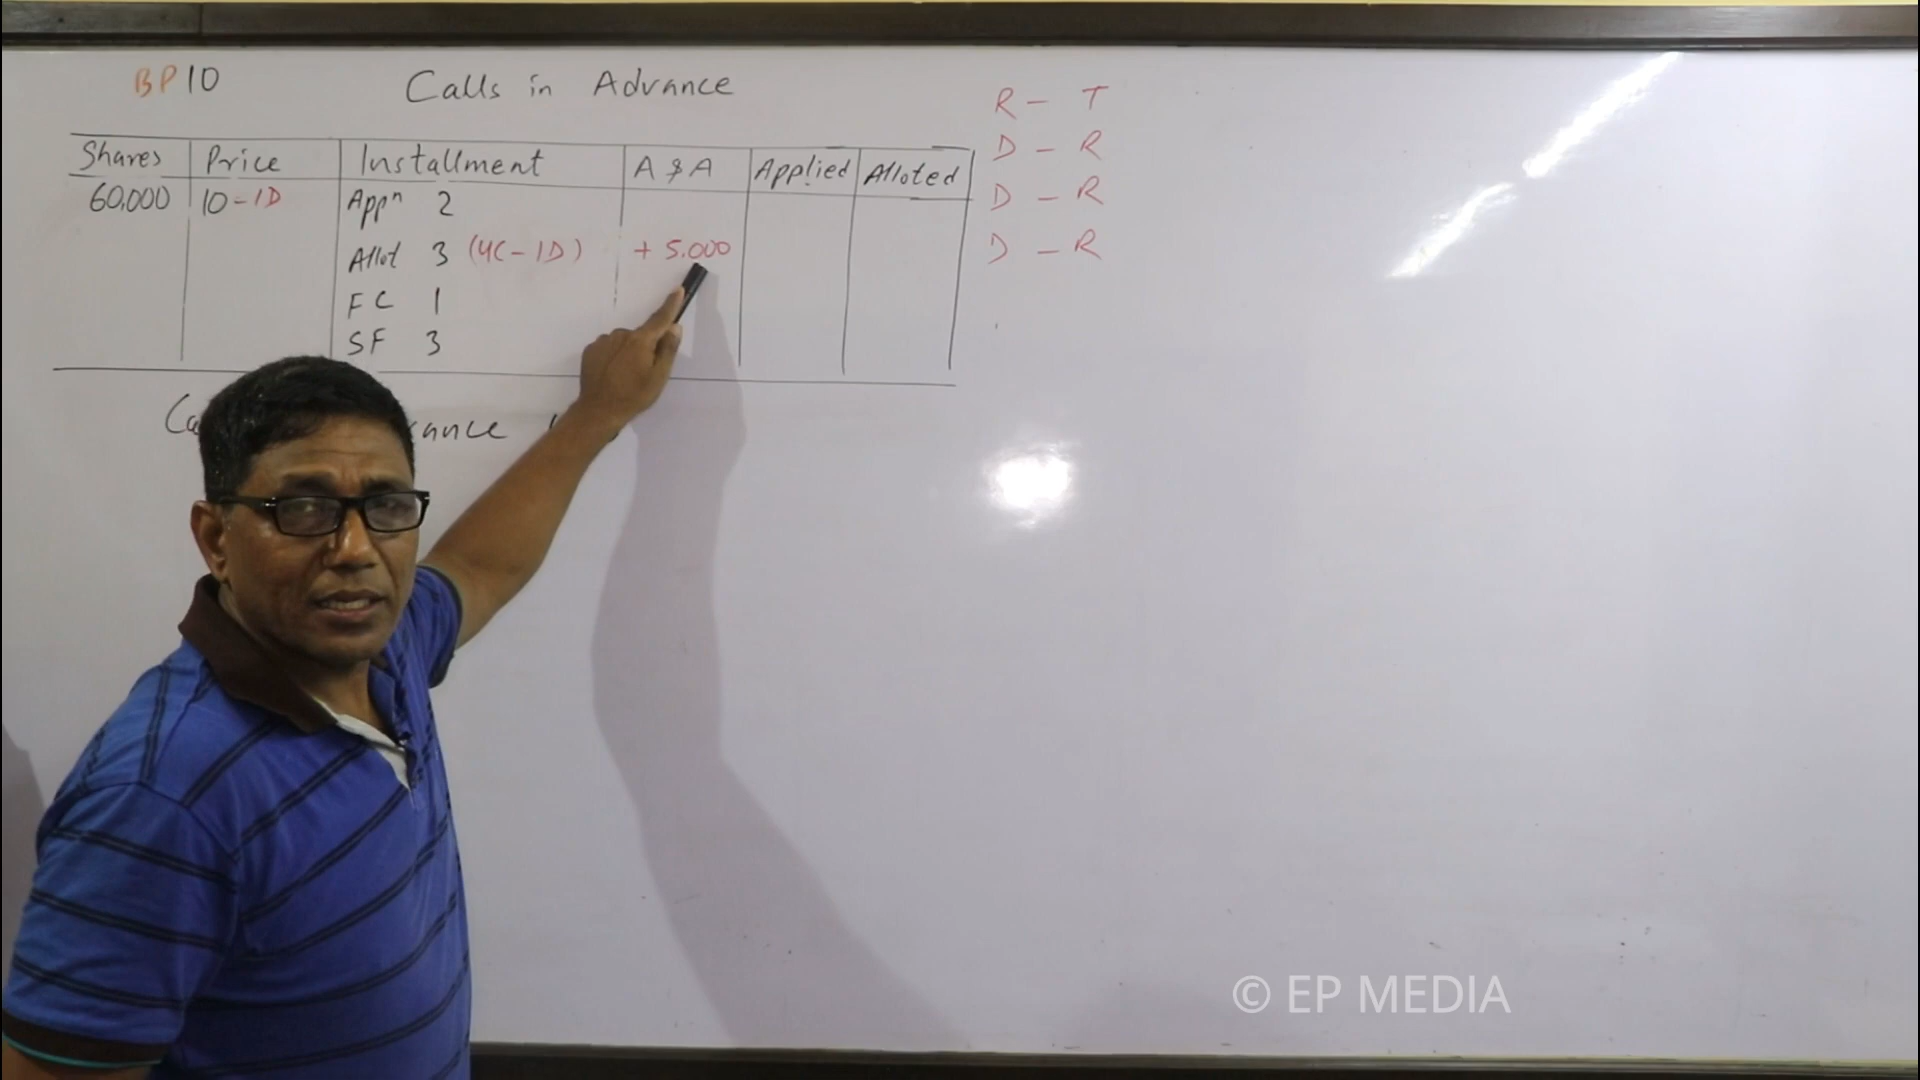 BP10 Calls in Advance
Shares Price Installment A & A Applied Alloted
60,000 10-1D Appⁿ 2
Allot 3 (4C-1D) + 5.000
FC 1
SF 3
R - T
D - R
D - R
D - R
© EP MEDIA